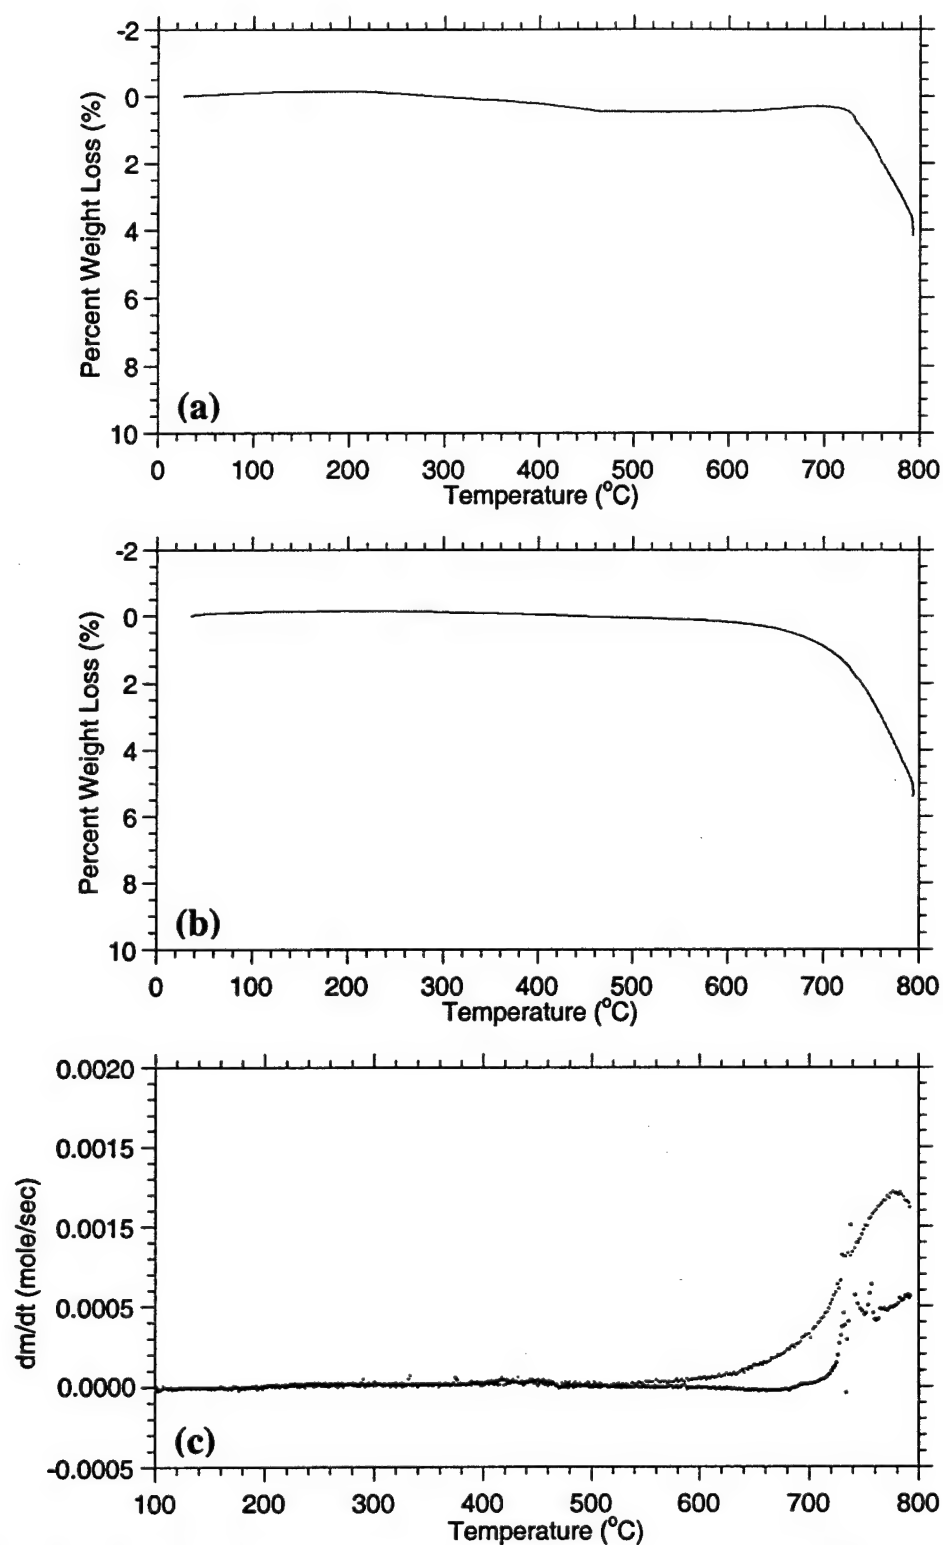 -2
0
2
4
6
8
10
Percent Weight Loss (%)
(a)
0 100 200 300 400 500 600 700 800
Temperature (°C)
-2
0
2
4
6
8
10
Percent Weight Loss (%)
(b)
0 100 200 300 400 500 600 700 800
Temperature (°C)
0.0020
0.0015
0.0015
0.0005
0.0000
-0.0005
dm/dt (mole/sec)
(c)
100 200 300 400 500 600 700 800
Temperature (°C)